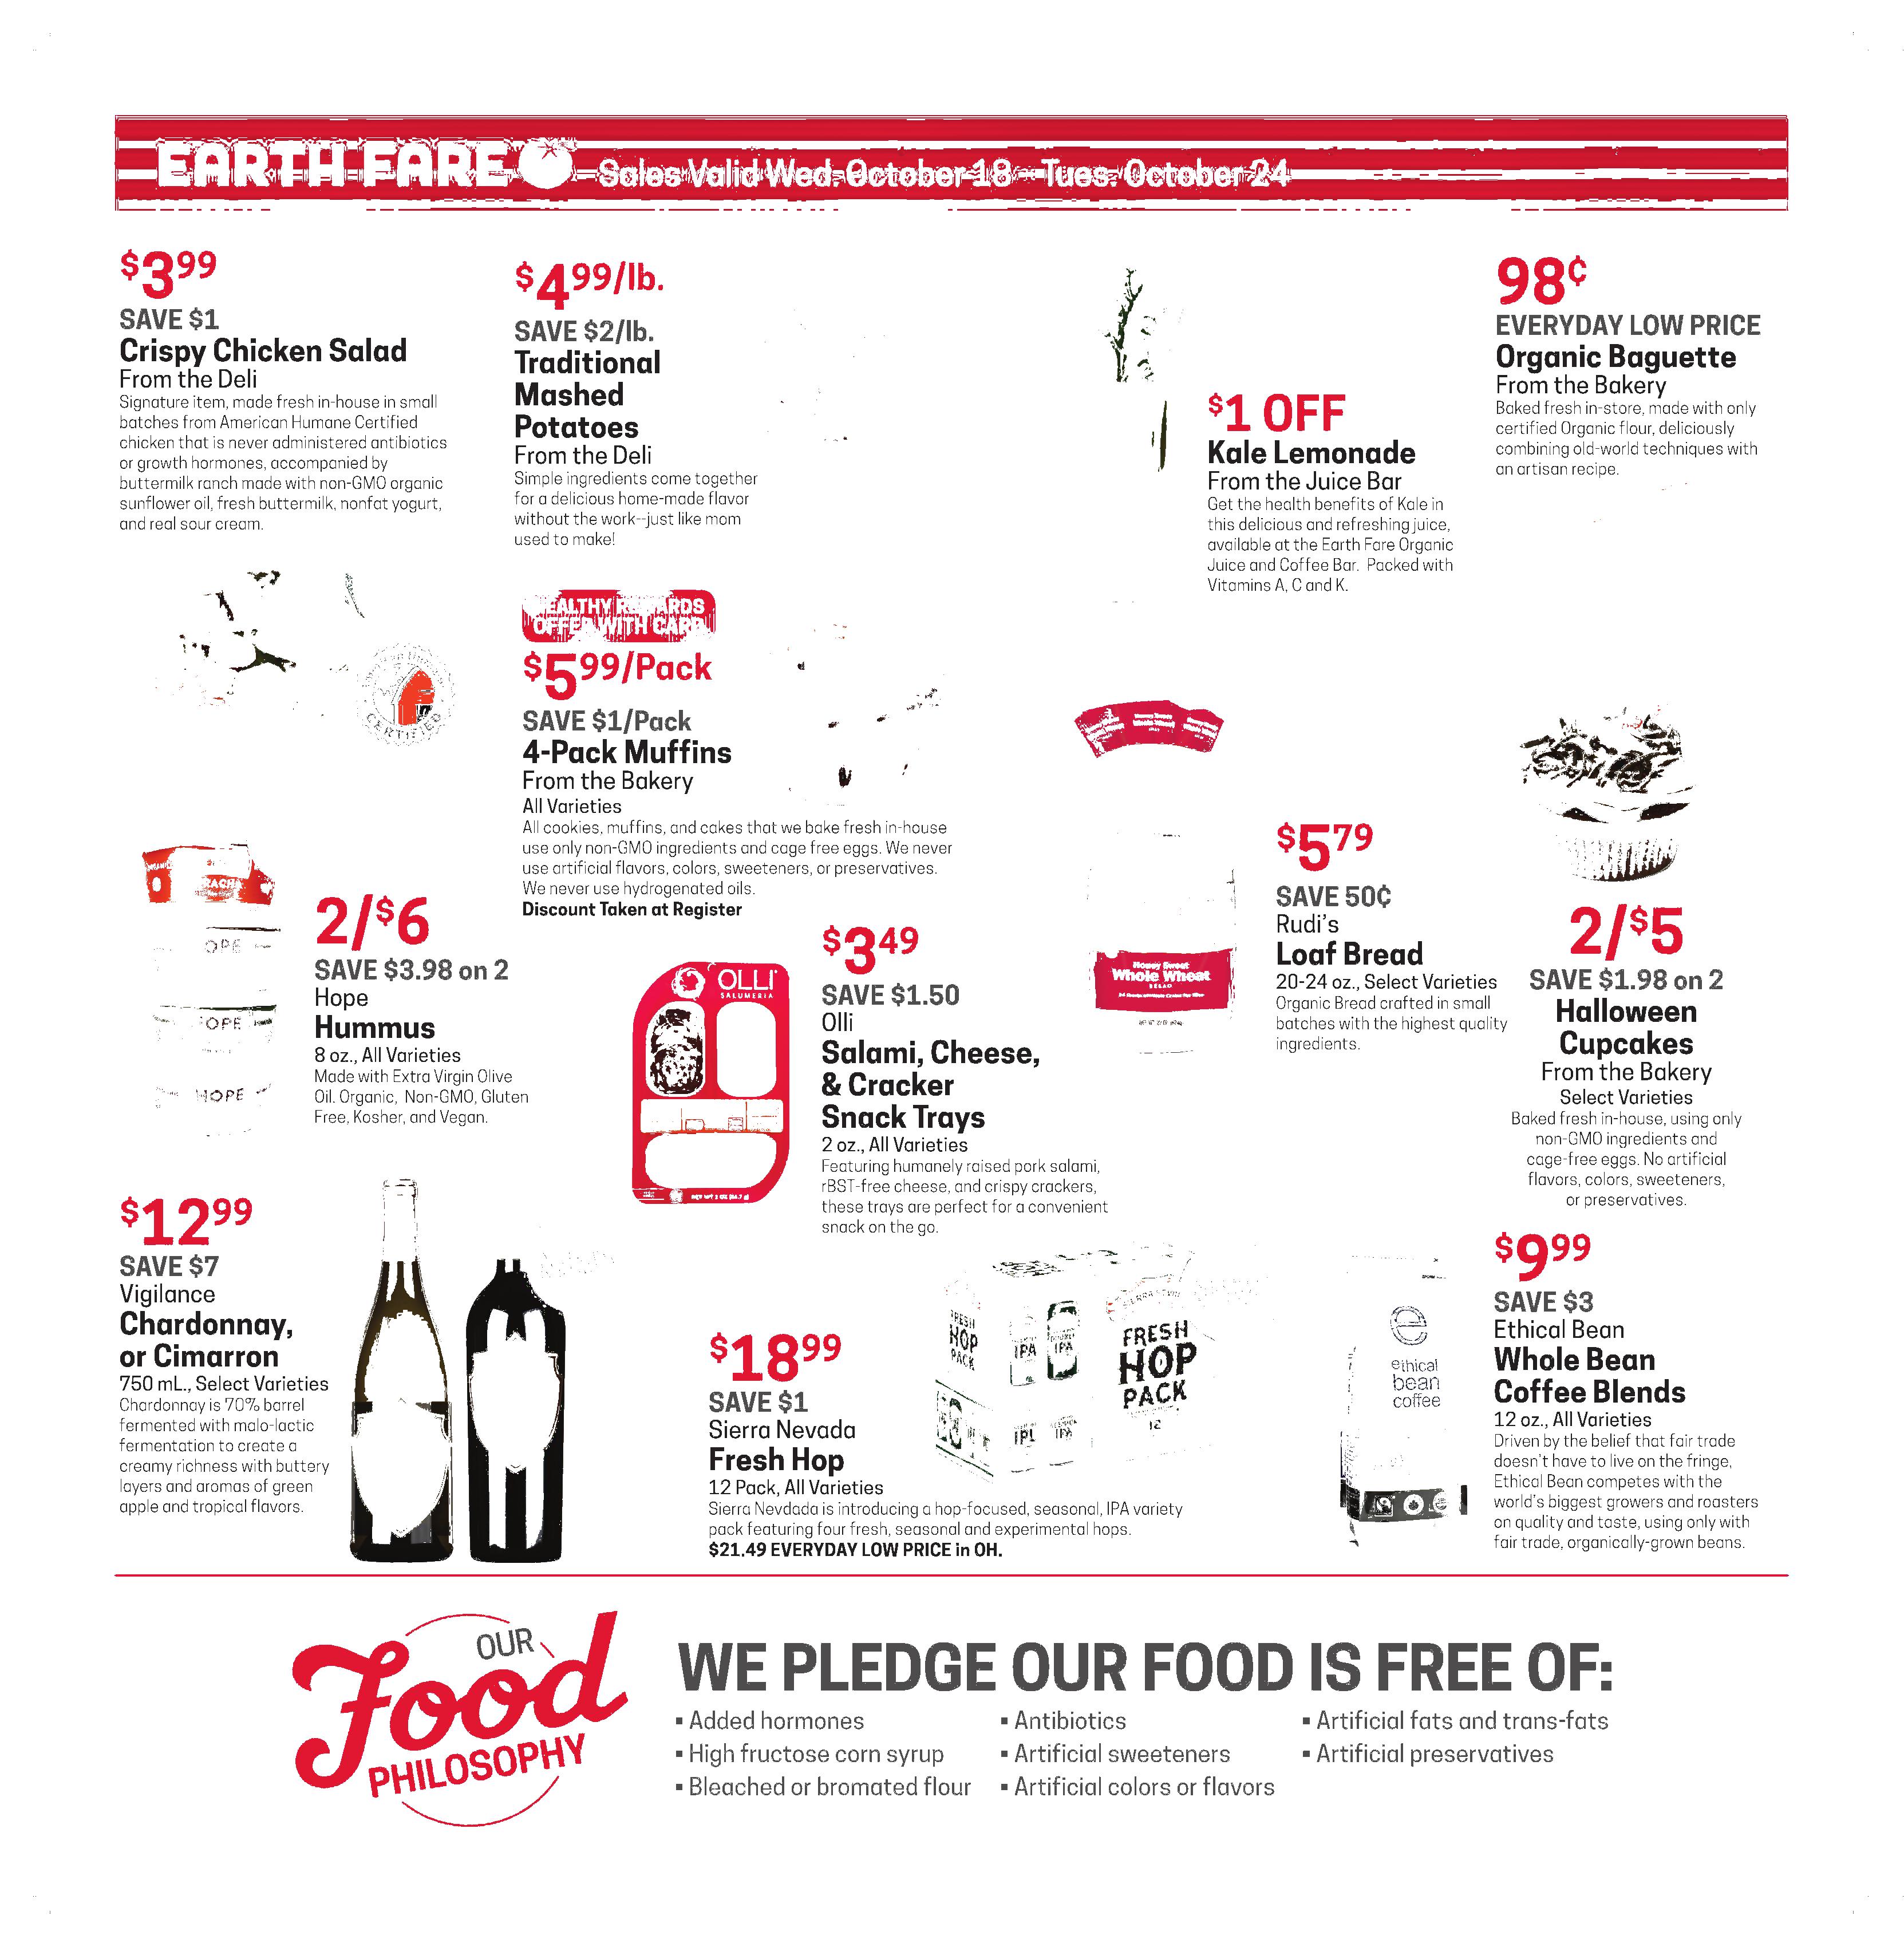 EARTH FARE Sales Valid Wed. October 18 - Tues. October 24
$3.99
SAVE $1
Crispy Chicken Salad
From the Deli
Signature item, made fresh in-house in small
batches from American Humane Certified
chicken that is never administered antibiotics
or growth hormones, accompanied by
buttermilk ranch made with non-GMO organic
sunflower oil, fresh buttermilk, nonfat yogurt,
and real sour cream.
CERTIFIED
$4.99/lb.
SAVE $2/lb.
Traditional
Mashed
Potatoes
From the Deli
Simple ingredients come together
for a delicious home-made flavor
without the work--just like mom
used to make!
$1 OFF
Kale Lemonade
From the Juice Bar
Get the health benefits of Kale in
this delicious and refreshing juice,
available at the Earth Fare Organic
Juice and Coffee Bar. Packed with
Vitamins A, C and K.
98¢
EVERYDAY LOW PRICE
Organic Baguette
From the Bakery
Baked fresh in-store, made with only
certified Organic flour, deliciously
combining old-world techniques with
an artisan recipe.
HEALTHY REWARDS
OFFER WITH CARD
$5.99/Pack
SAVE $1/Pack
4-Pack Muffins
From the Bakery
All Varieties
All cookies, muffins, and cakes that we bake fresh in-house
use only non-GMO ingredients and cage free eggs. We never
use artificial flavors, colors, sweeteners, or preservatives.
We never use hydrogenated oils.
Discount Taken at Register
HOPE
2/$6
SAVE $3.98 on 2
Hope
Hummus
8 oz., All Varieties
Made with Extra Virgin Olive
Oil. Organic, Non-GMO, Gluten
Free, Kosher, and Vegan.
OLLI
SALUMERIA
NET WT 2 OZ (56.7 g)
$3.49
SAVE $1.50
Olli
Salami, Cheese,
& Cracker
Snack Trays
2 oz., All Varieties
Featuring humanely raised pork salami,
rBST-free cheese, and crispy crackers,
these trays are perfect for a convenient
snack on the go.
Honey Sweet
Whole Wheat
BREAD
$5.79
SAVE 50¢
Rudi's
Loaf Bread
20-24 oz., Select Varieties
Organic Bread crafted in small
batches with the highest quality
ingredients.
2/$5
SAVE $1.98 on 2
Halloween
Cupcakes
From the Bakery
Select Varieties
Baked fresh in-house, using only
non-GMO ingredients and
cage-free eggs. No artificial
flavors, colors, sweeteners,
or preservatives.
$12.99
SAVE $7
Vigilance
Chardonnay,
or Cimarron
750 mL., Select Varieties
Chardonnay is 70% barrel
fermented with malo-lactic
fermentation to create a
creamy richness with buttery
layers and aromas of green
apple and tropical flavors.
$18.99
SAVE $1
Sierra Nevada
Fresh Hop
12 Pack, All Varieties
Sierra Nevdada is introducing a hop-focused, seasonal, IPA variety
pack featuring four fresh, seasonal and experimental hops.
$21.49 EVERYDAY LOW PRICE in OH.
FRESH
HOP
PACK
IPA
IPA
IPL
IPA
FRESH
HOP
PACK
12
ethical
bean
coffee
$9.99
SAVE $3
Ethical Bean
Whole Bean
Coffee Blends
12 oz., All Varieties
Driven by the belief that fair trade
doesn't have to live on the fringe,
Ethical Bean competes with the
world's biggest growers and roasters
on quality and taste, using only with
fair trade, organically-grown beans.
OUR
Food
PHILOSOPHY
WE PLEDGE OUR FOOD IS FREE OF:
▪ Added hormones
▪ High fructose corn syrup
▪ Bleached or bromated flour
▪ Antibiotics
▪ Artificial sweeteners
▪ Artificial colors or flavors
▪ Artificial fats and trans-fats
▪ Artificial preservatives